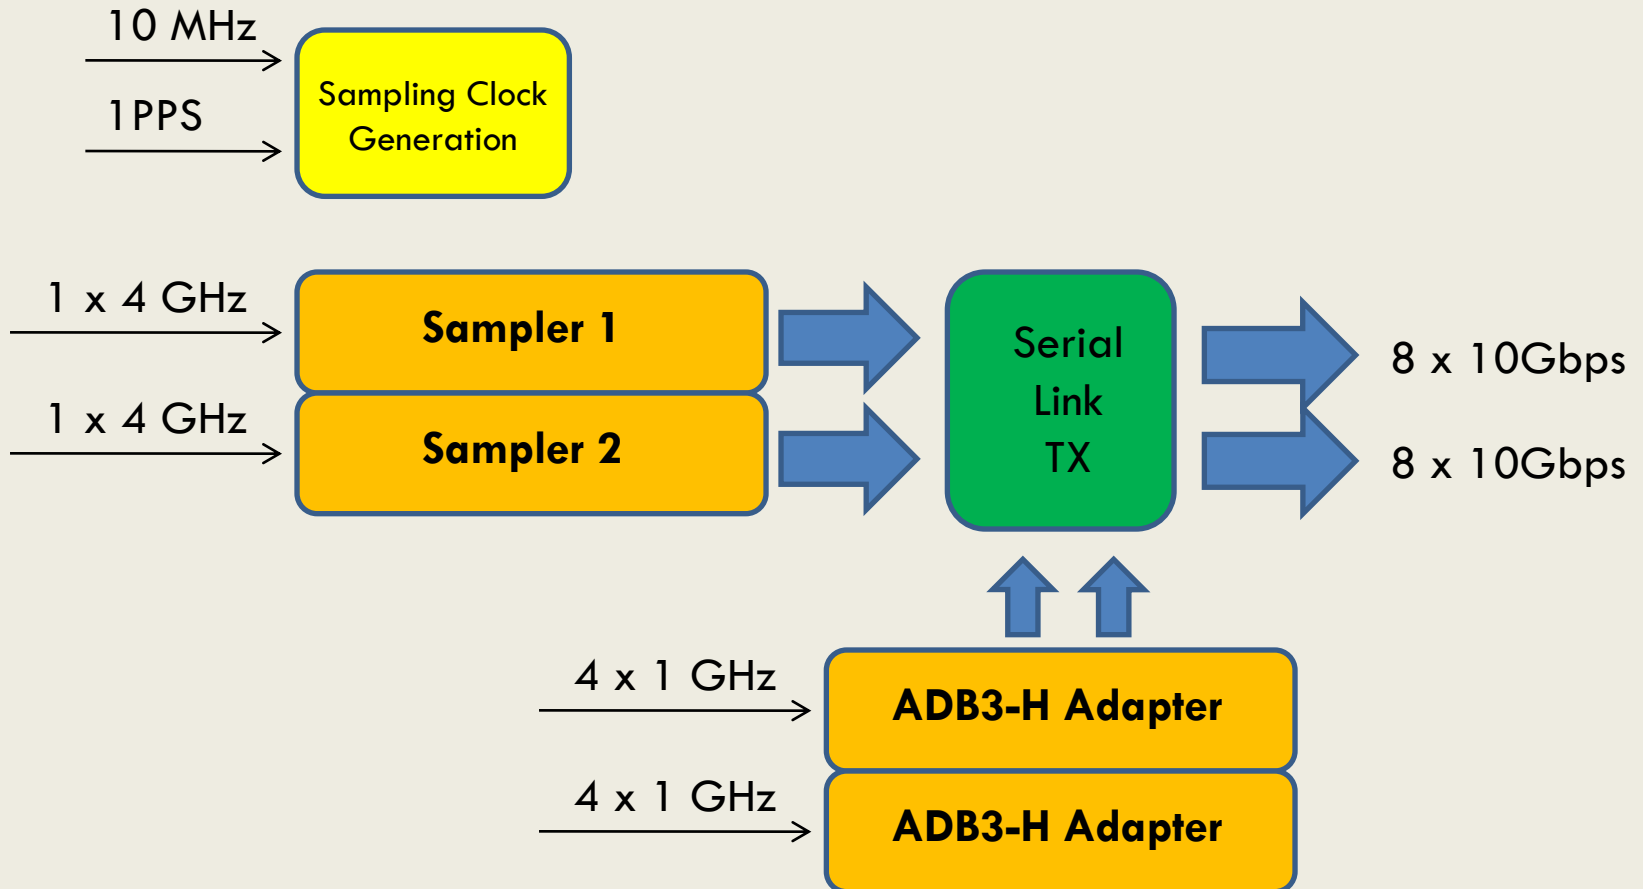 10 MHz
1PPS
Sampling Clock
Generation
1 x 4 GHz
Sampler 1
1 x 4 GHz
Sampler 2
Serial
Link
TX
8 x 10Gbps
8 x 10Gbps
4 x 1 GHz
ADB3-H Adapter
4 x 1 GHz
ADB3-H Adapter